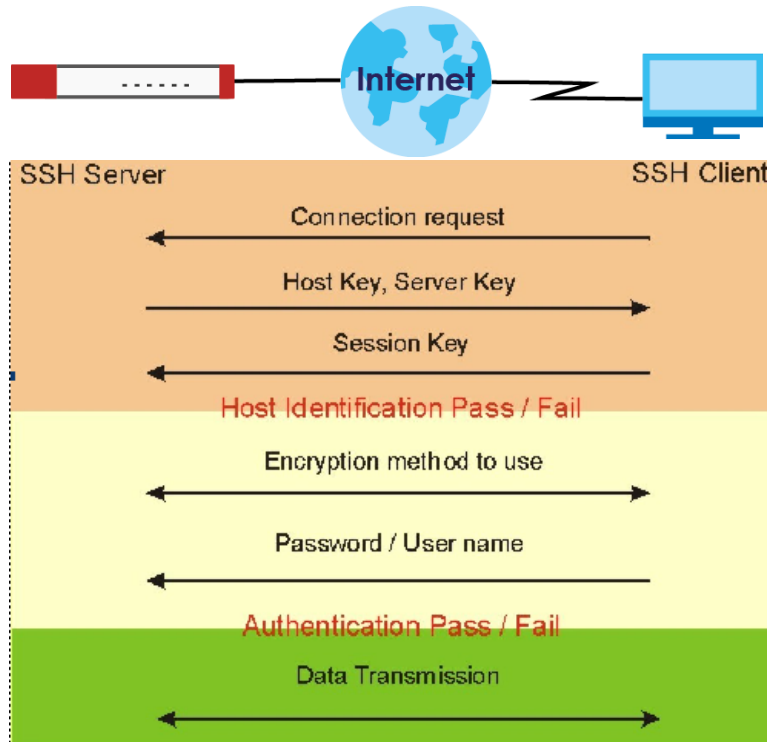 Internet
SSH Server
SSH Client
Connection request
Host Key, Server Key
Session Key
Host Identification Pass / Fail
Encryption method to use
Password / User name
Authentication Pass / Fail
Data Transmission